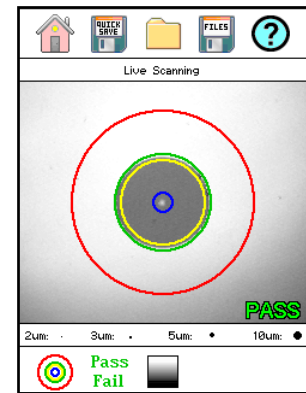 QUICK SAVE
FILES
?
Live Scanning
PASS
2um: 3um: 5um: 10um:
Pass
Fail